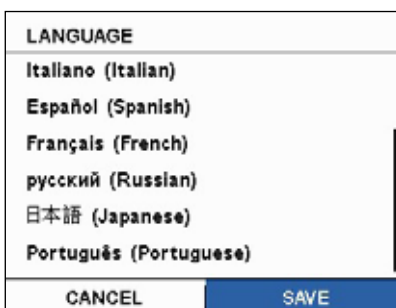 LANGUAGE
Italiano (Italian)
Español (Spanish)
Français (French)
русский (Russian)
日本語 (Japanese)
Português (Portuguese)
CANCEL
SAVE